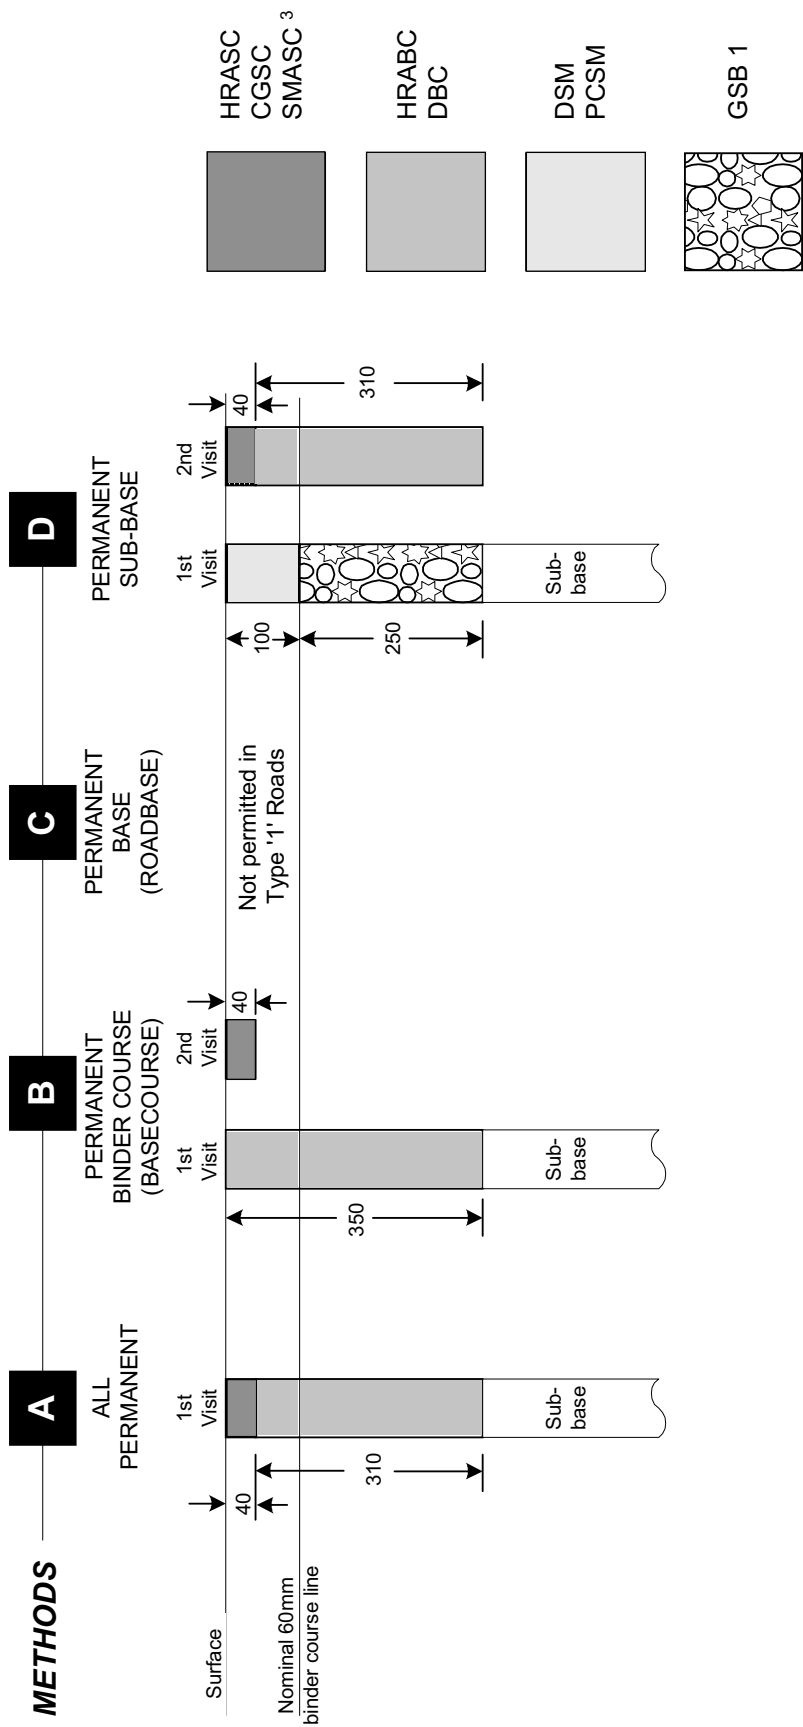 METHODS
A
ALL
PERMANENT
1st
Visit
40
310
Sub-
base
B
PERMANENT
BINDER COURSE
(BASECOURSE)
1st
Visit
2nd
Visit
40
350
Sub-
base
C
PERMANENT
BASE
(ROADBASE)
Not permitted in
Type '1' Roads
D
PERMANENT
SUB-BASE
1st
Visit
2nd
Visit
100
250
40
310
Sub-
base
Surface
Nominal 60mm
binder course line
HRASC
CGSC
SMASC 3
HRABC
DBC
DSM
PCSM
GSB 1